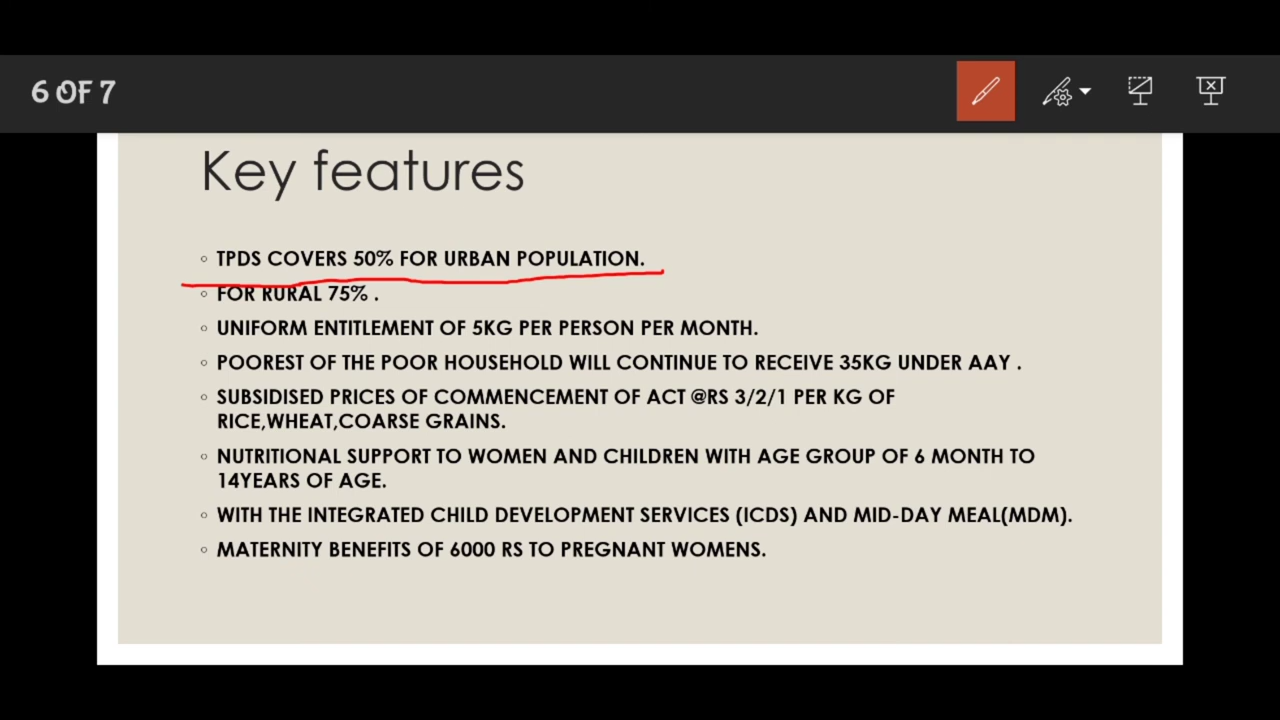 6 OF 7
Key features
TPDS COVERS 50% FOR URBAN POPULATION.
FOR RURAL 75% .
UNIFORM ENTITLEMENT OF 5KG PER PERSON PER MONTH.
POOREST OF THE POOR HOUSEHOLD WILL CONTINUE TO RECEIVE 35KG UNDER AAY .
SUBSIDISED PRICES OF COMMENCEMENT OF ACT @RS 3/2/1 PER KG OF
RICE,WHEAT,COARSE GRAINS.
NUTRITIONAL SUPPORT TO WOMEN AND CHILDREN WITH AGE GROUP OF 6 MONTH TO
14YEARS OF AGE.
WITH THE INTEGRATED CHILD DEVELOPMENT SERVICES (ICDS) AND MID-DAY MEAL(MDM).
MATERNITY BENEFITS OF 6000 RS TO PREGNANT WOMENS.